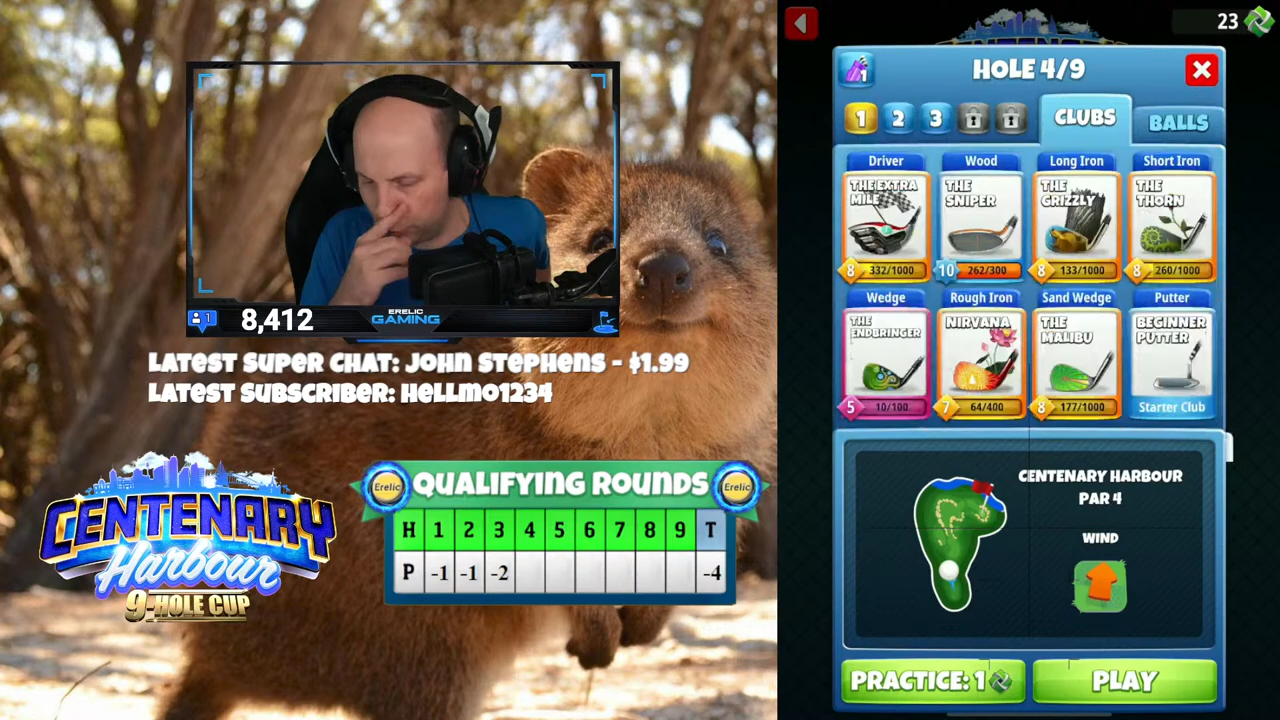 1
8,412
ERELIC
GAMING
LATEST SUPER CHAT: JOHN STEPHENS - $1.99
LATEST SUBSCRIBER: HELLMO1234
CENTENARY
Harbour
9-HOLE CUP
Erelic
QUALIFYING ROUNDS
Erelic
H 1 2 3 4 5 6 7 8 9 T
P -1 -1 -2 -4
23
1
HOLE 4/9
1 2 3
CLUBS
BALLS
Driver
Wood
Long Iron
Short Iron
THE EXTRA
MILE
THE
SNIPER
THE
GRIZZLY
THE
THORN
8 332/1000
10 262/300
8 133/1000
8 260/1000
Wedge
Rough Iron
Sand Wedge
Putter
THE
ENDBRINGER
NIRVANA
THE
MALIBU
BEGINNER
PUTTER
5 10/100
7 64/400
8 177/1000
Starter Club
CENTENARY HARBOUR
PAR 4
WIND
PRACTICE: 1
PLAY